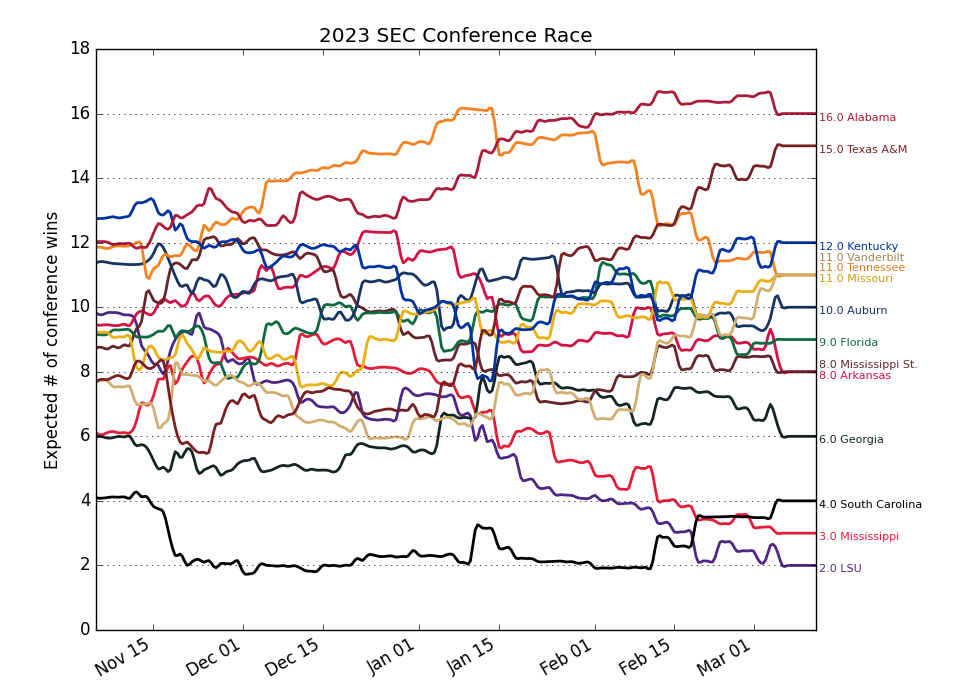 2023 SEC Conference Race
Expected # of conference wins
18
16
14
12
10
8
6
4
2
0
Nov 15
Dec 01
Dec 15
Jan 01
Jan 15
Feb 01
Feb 15
Mar 01
16.0 Alabama
15.0 Texas A&M
12.0 Kentucky
11.0 Vanderbilt
11.0 Tennessee
11.0 Missouri
10.0 Auburn
9.0 Florida
8.0 Mississippi St.
8.0 Arkansas
6.0 Georgia
4.0 South Carolina
3.0 Mississippi
2.0 LSU